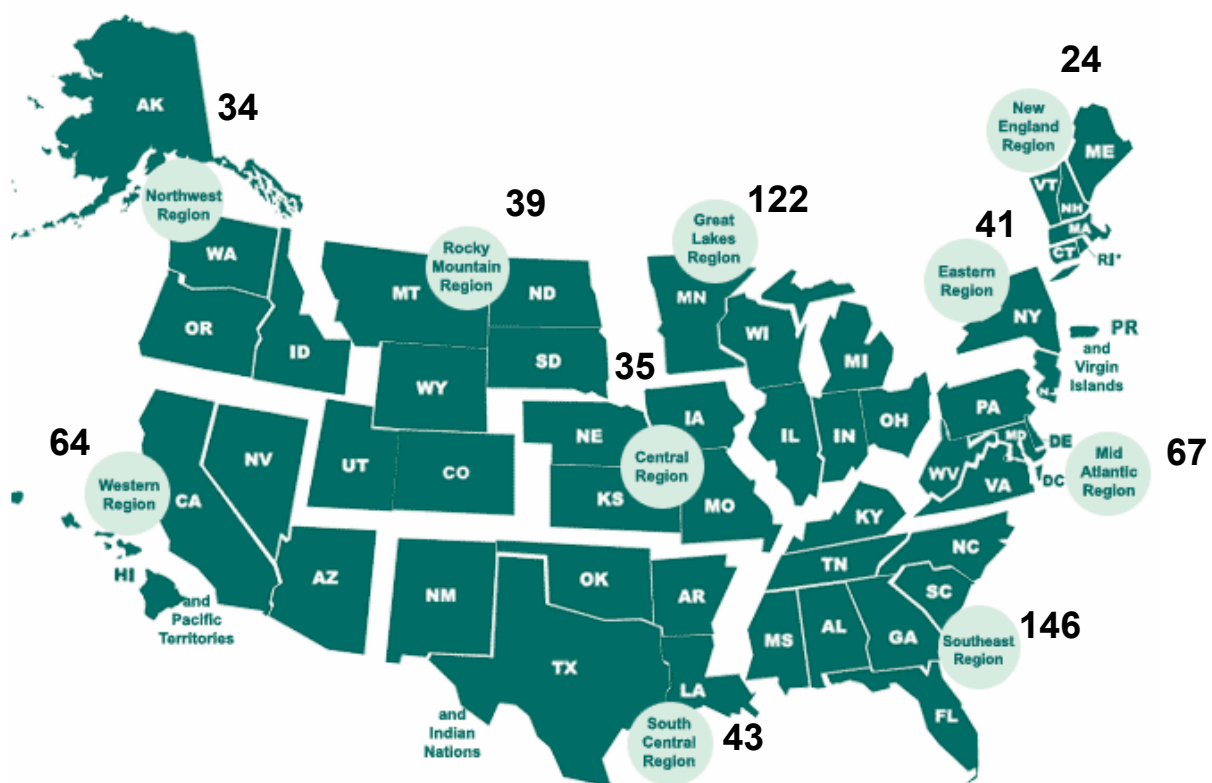 24
AK
34
New
England
Region
ME
VT
NH
MA
CT
RI*
Northwest
Region
39
122
Great
Lakes
Region
41
Eastern
Region
WA
Rocky
Mountain
Region
MT
ND
MN
NY
PR
and
Virgin
Islands
OR
ID
WI
MI
SD
35
WY
NJ
PA
IA
OH
NE
IL
IN
MD
DE
64
NV
UT
CO
Central
Region
67
Mid
Atlantic
Region
WV
VA
DC
Western
Region
CA
KS
MO
KY
NC
TN
HI
and
Pacific
Territories
AZ
NM
OK
AR
SC
146
MS
AL
GA
Southeast
Region
TX
LA
FL
and
Indian
Nations
South
Central
Region
43